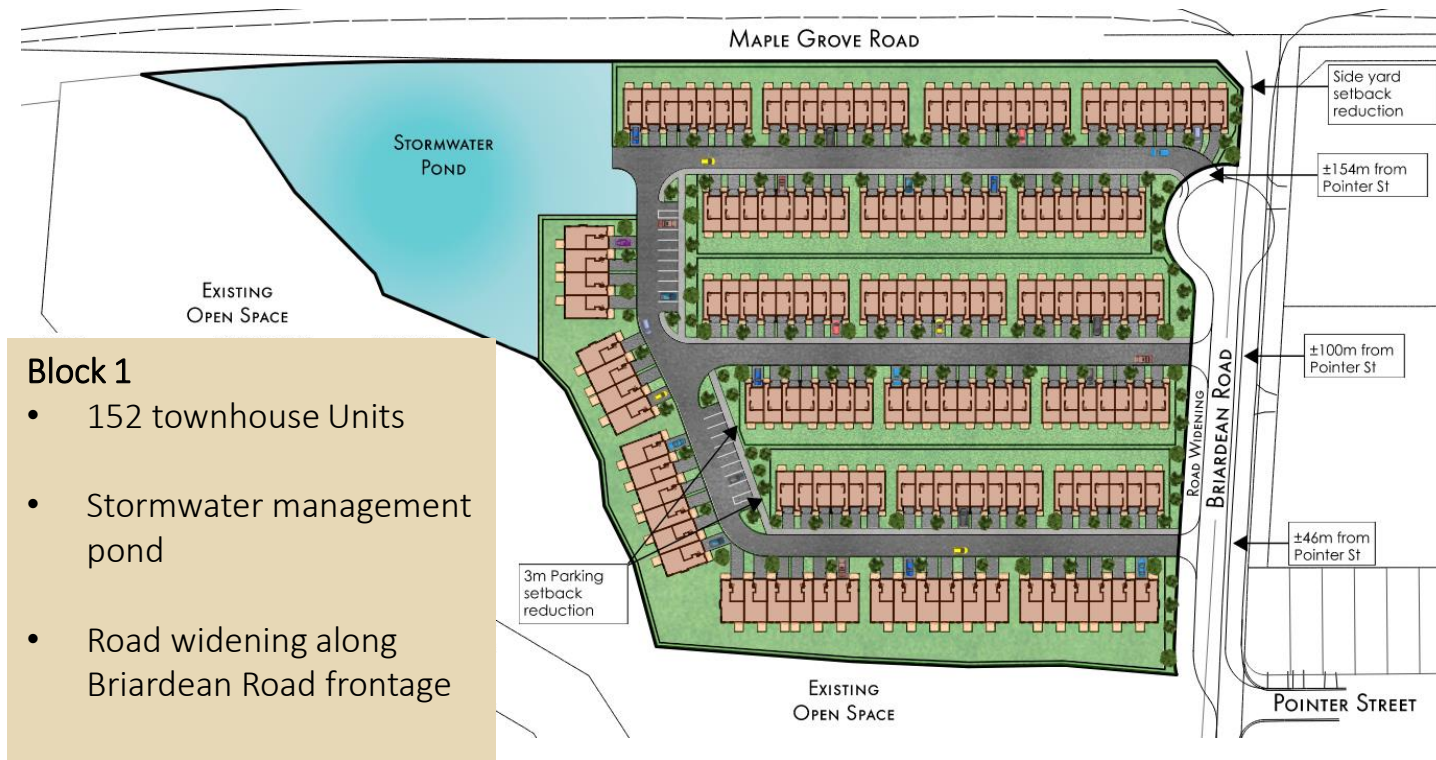 MAPLE GROVE ROAD
Side yard
setback
reduction
STORMWATER
POND
±154m from
Pointer St
EXISTING
OPEN SPACE
Block 1
• 152 townhouse Units
• Stormwater management
pond
• Road widening along
Briardean Road frontage
±100m from
Pointer St
ROAD WIDENING
BRIARDEAN ROAD
±46m from
Pointer St
3m Parking
setback
reduction
EXISTING
OPEN SPACE
POINTER STREET